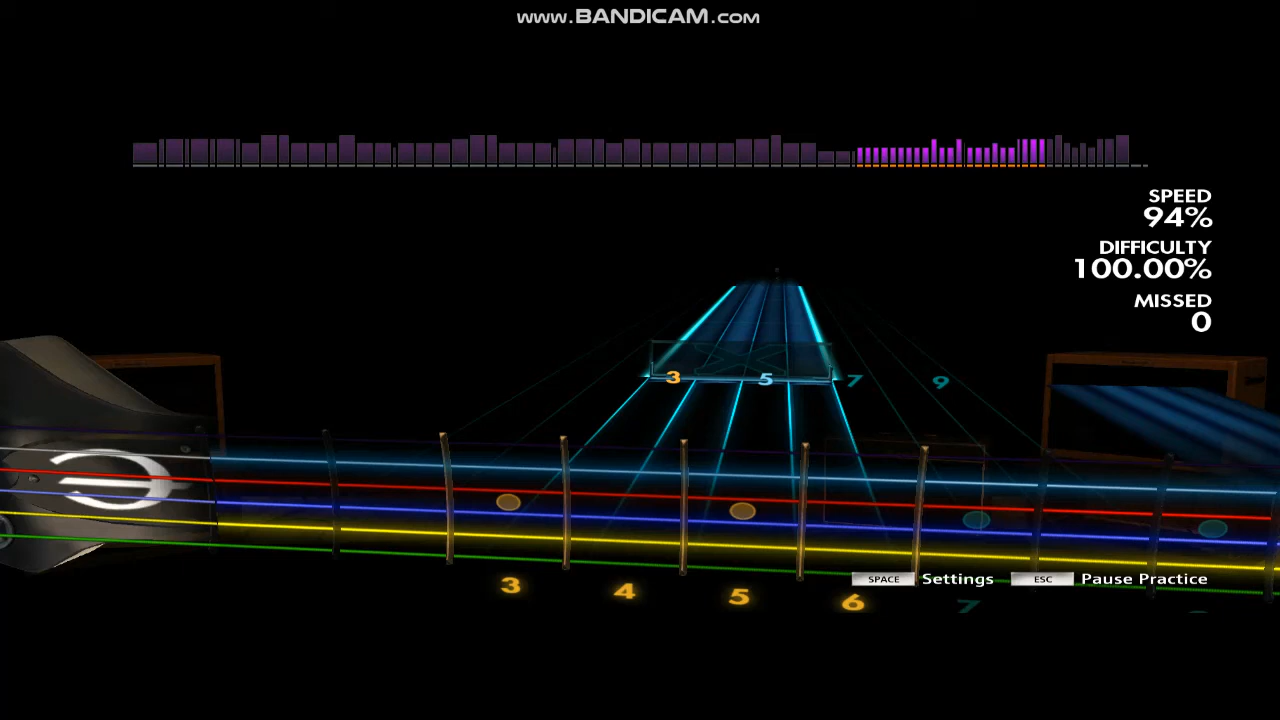 www.BANDICAM.com
SPEED
94%
DIFFICULTY
100.00%
MISSED
0
3 5 7 9
SPACE Settings ESC Pause Practice
3 4 5 6 7